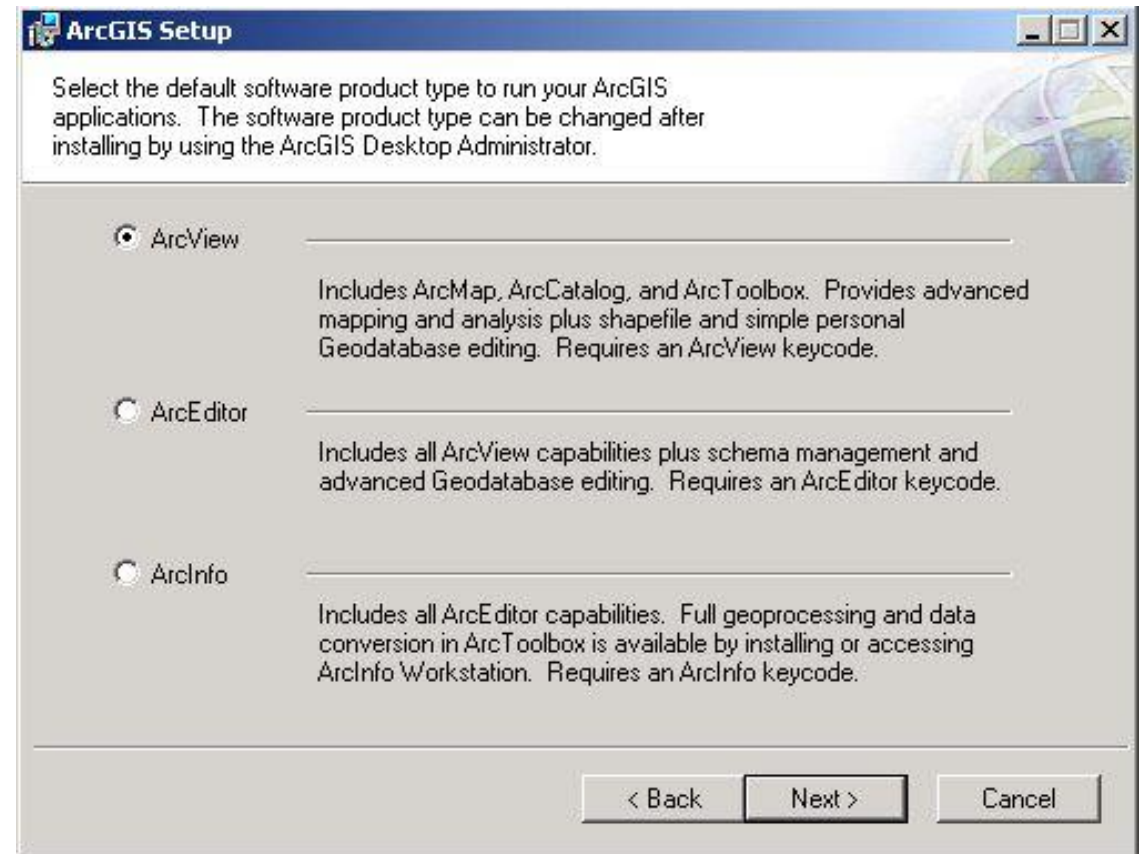 ArcGIS Setup
Select the default software product type to run your ArcGIS
applications. The software product type can be changed after
installing by using the ArcGIS Desktop Administrator.
ArcView
Includes ArcMap, ArcCatalog, and ArcToolbox. Provides advanced
mapping and analysis plus shapefile and simple personal
Geodatabase editing. Requires an ArcView keycode.
ArcEditor
Includes all ArcView capabilities plus schema management and
advanced Geodatabase editing. Requires an ArcEditor keycode.
ArcInfo
Includes all ArcEditor capabilities. Full geoprocessing and data
conversion in ArcToolbox is available by installing or accessing
ArcInfo Workstation. Requires an ArcInfo keycode.
< Back Next > Cancel